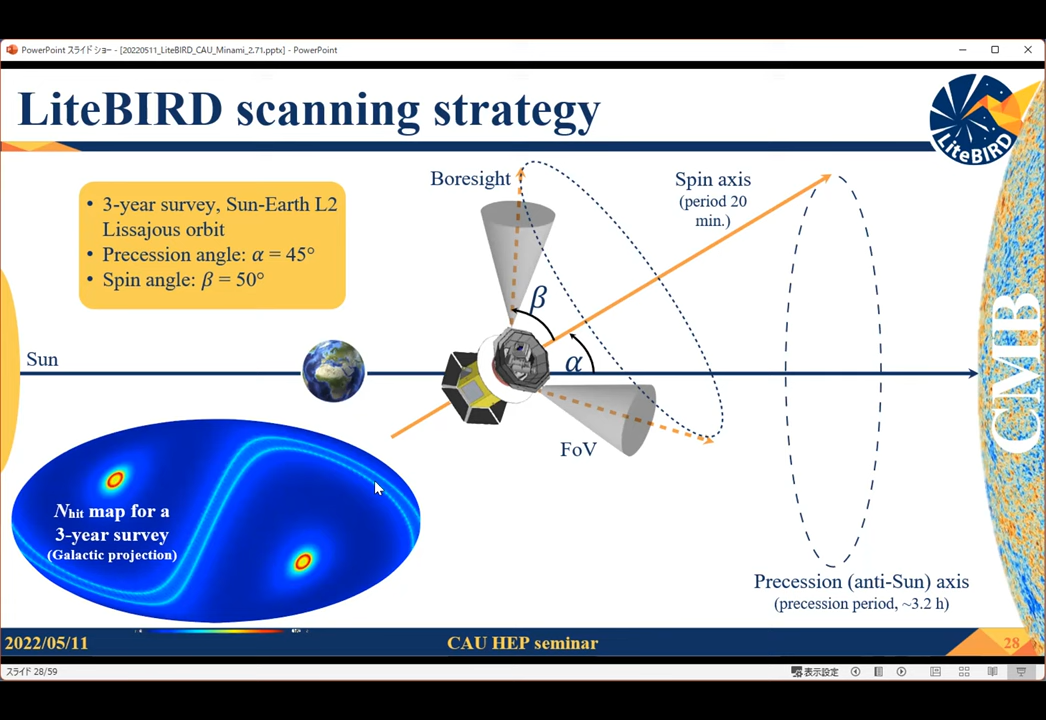 PowerPoint スライド ショー - [20220511_LiteBIRD_CAU_Minami_2.71.pptx] - PowerPoint
LiteBIRD scanning strategy
LiteBIRD
• 3-year survey, Sun-Earth L2
Lissajous orbit
• Precession angle: α = 45°
• Spin angle: β = 50°
Boresight
Spin axis
(period 20
min.)
β
α
Sun
CMB
FoV
Nhit map for a
3-year survey
(Galactic projection)
Precession (anti-Sun) axis
(precession period, ~3.2 h)
2022/05/11
CAU HEP seminar
28
スライド 28/59
表示設定